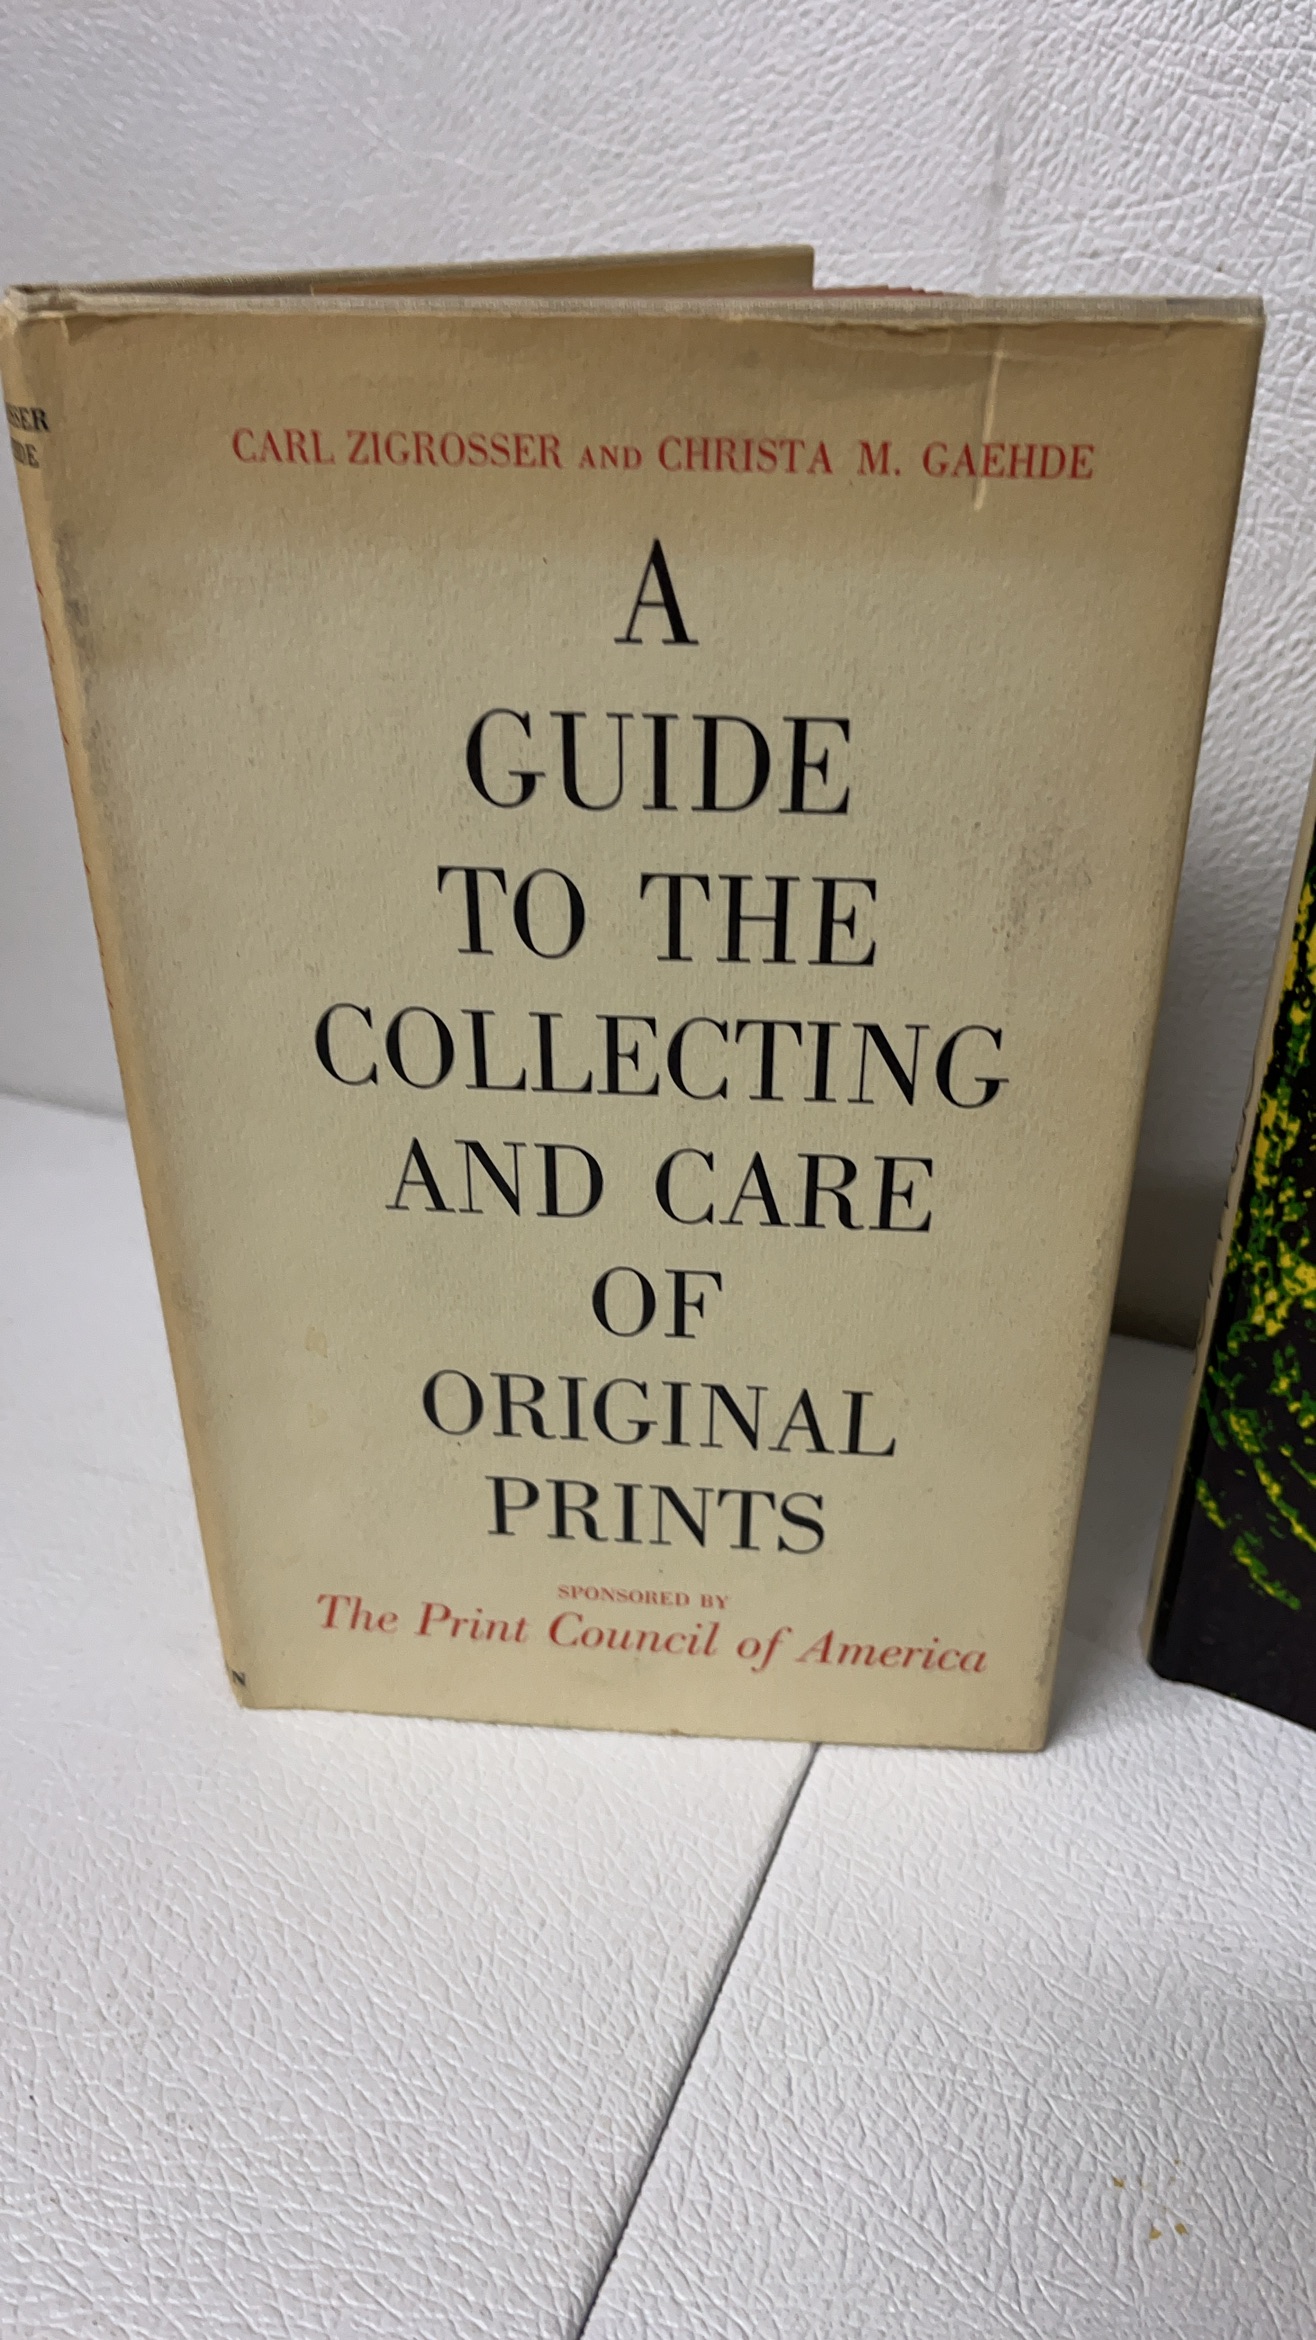 CARL ZIGROSSER AND CHRISTA M. GAEHDE
A
GUIDE
TO THE
COLLECTING
AND CARE
OF
ORIGINAL
PRINTS
SPONSORED BY
The Print Council of America